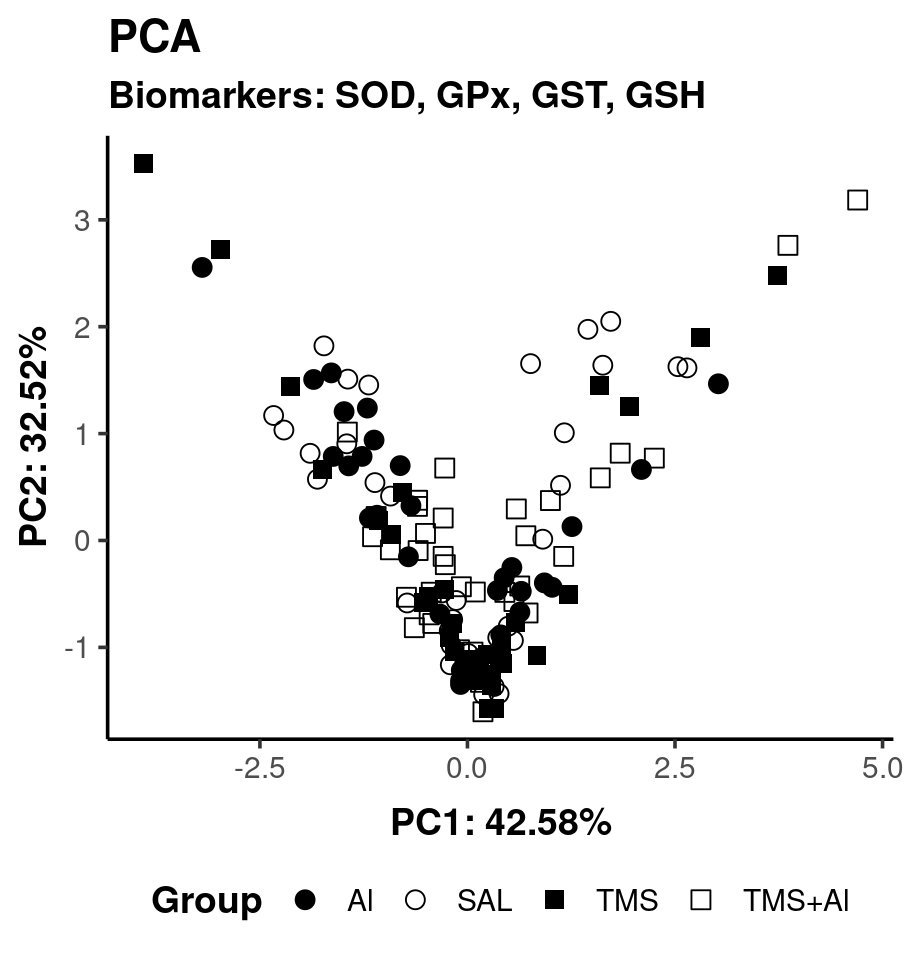 PCA
Biomarkers: SOD, GPx, GST, GSH
PC2: 32.52%
3
2
1
0
-1
-2.5 0.0 2.5 5.0
PC1: 42.58%
Group Al SAL TMS TMS+Al